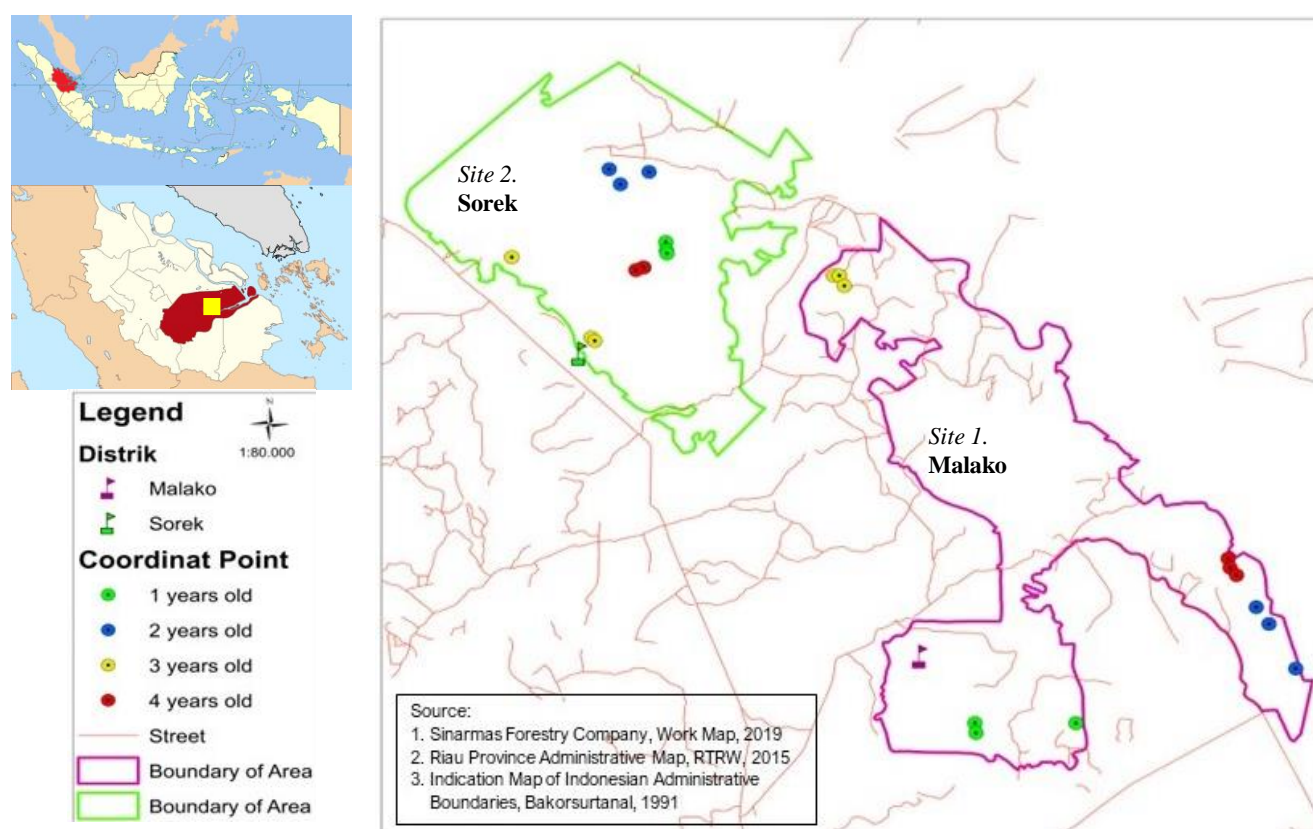 Site 2.
Sorek
Site 1.
Malako
Legend
N
1:80.000
Distrik
Malako
Sorek
Coordinat Point
1 years old
2 years old
3 years old
4 years old
Street
Boundary of Area
Boundary of Area
Source:
1. Sinarmas Forestry Company, Work Map, 2019
2. Riau Province Administrative Map, RTRW, 2015
3. Indication Map of Indonesian Administrative
Boundaries, Bakorsurtanal, 1991